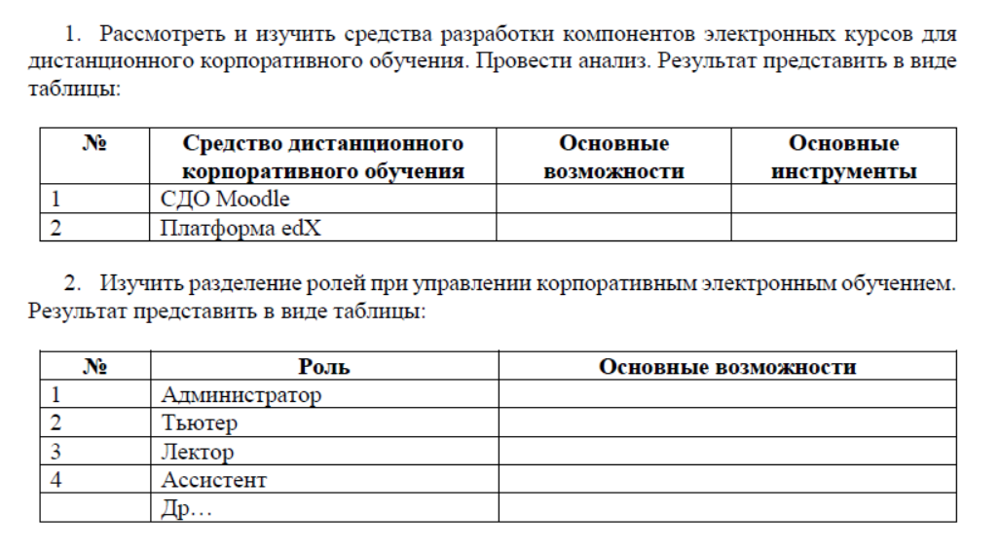 1. Рассмотреть и изучить средства разработки компонентов электронных курсов для
дистанционного корпоративного обучения. Провести анализ. Результат представить в виде
таблицы:
№ Средство дистанционного корпоративного обучения Основные возможности Основные инструменты
1 СДО Moodle
2 Платформа edX
2. Изучить разделение ролей при управлении корпоративным электронным обучением.
Результат представить в виде таблицы:
№ Роль Основные возможности
1 Администратор
2 Тьютер
3 Лектор
4 Ассистент
Др...